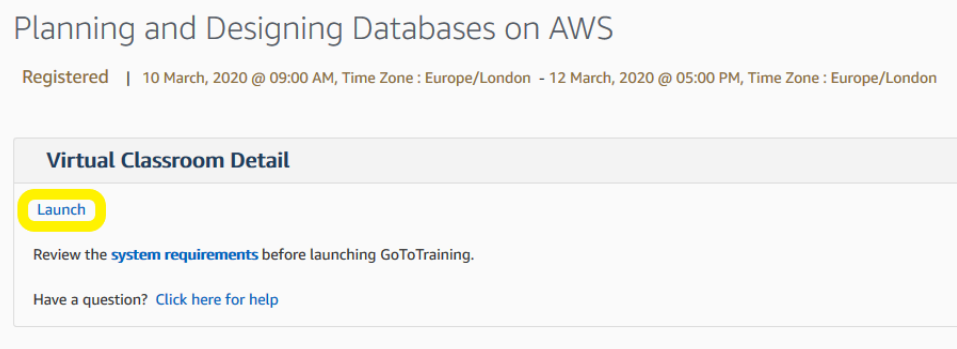 Planning and Designing Databases on AWS
Registered | 10 March, 2020 @ 09:00 AM, Time Zone : Europe/London - 12 March, 2020 @ 05:00 PM, Time Zone : Europe/London
Virtual Classroom Detail
Launch
Review the system requirements before launching GoToTraining.
Have a question? Click here for help